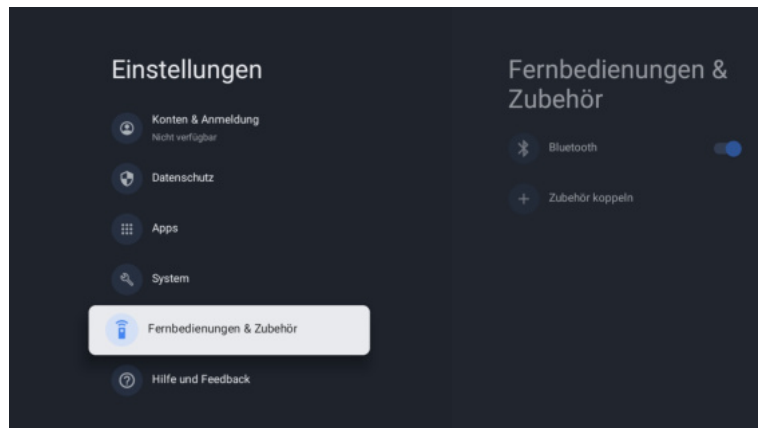 Einstellungen
Konten & Anmeldung
Nicht verfügbar
Datenschutz
Apps
System
Fernbedienungen & Zubehör
Hilfe und Feedback
Fernbedienungen &
Zubehör
Bluetooth
Zubehör koppeln